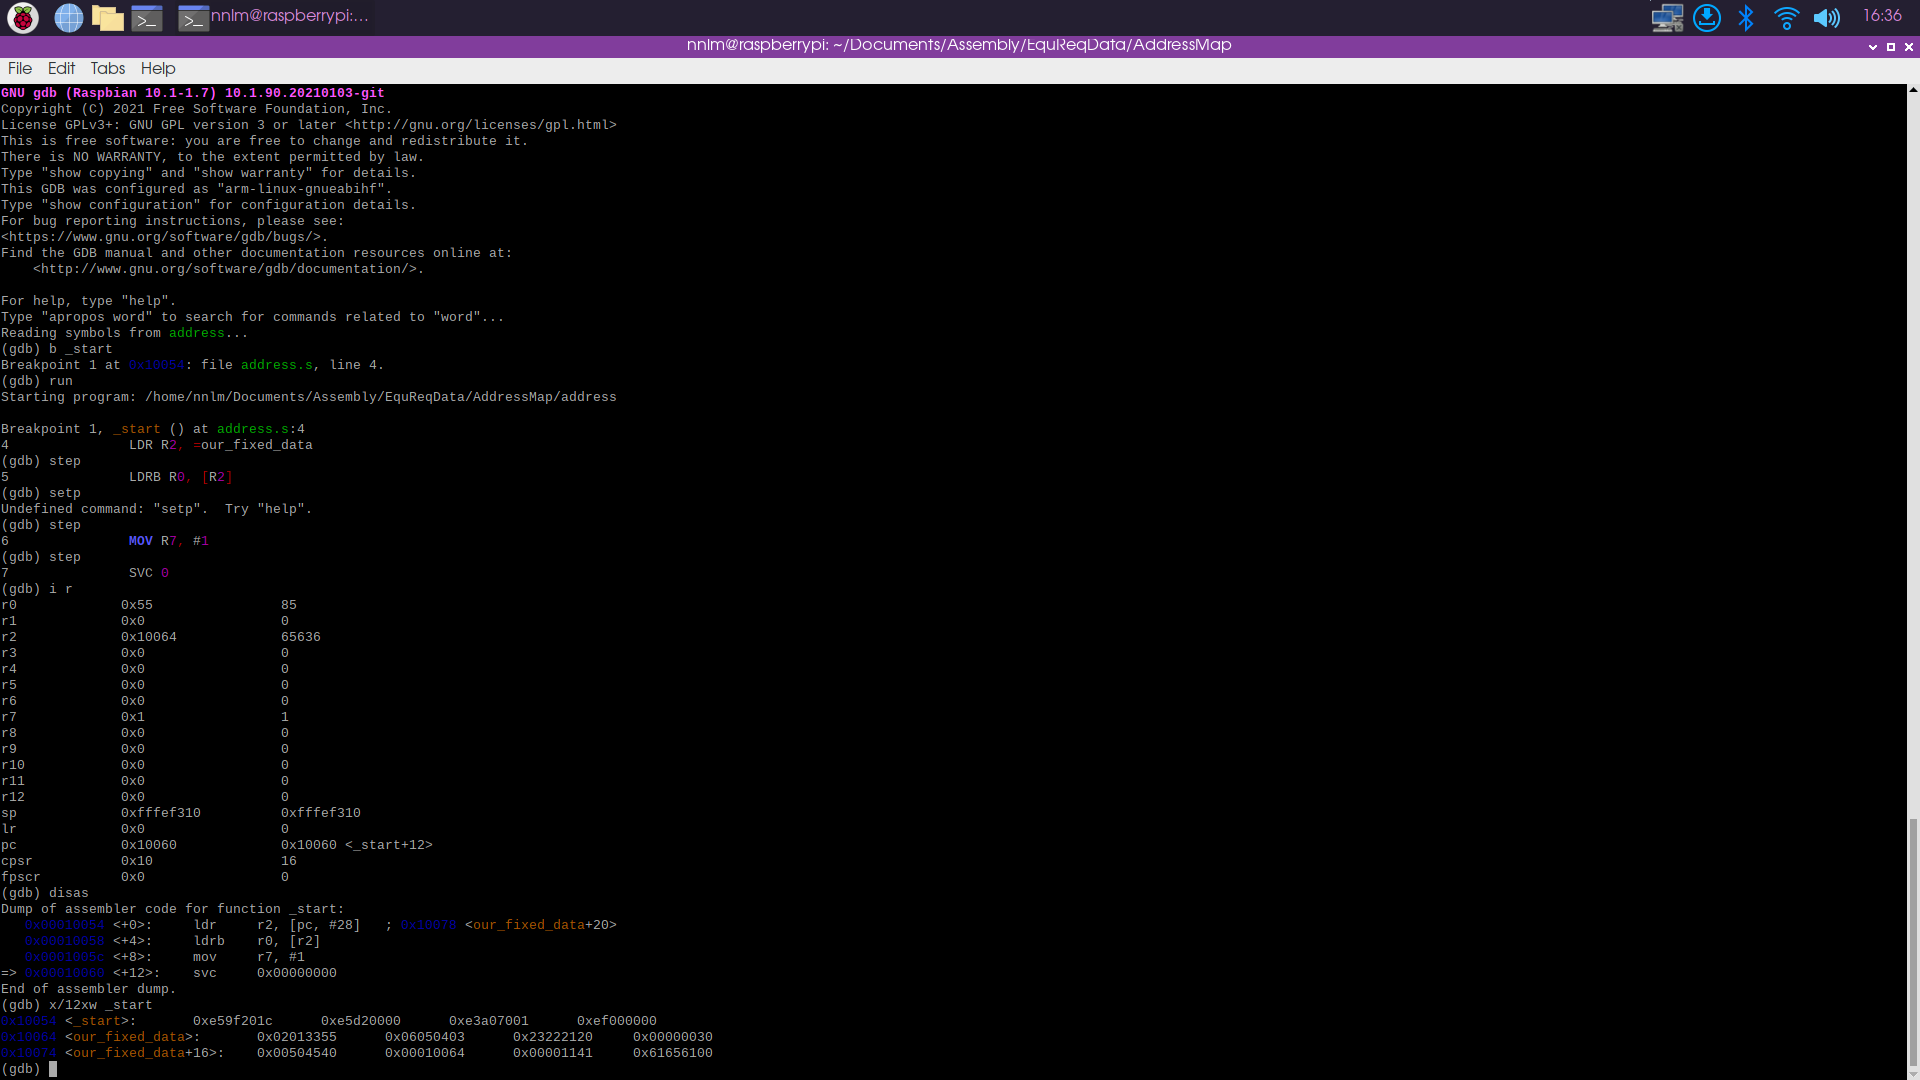 nnlm@raspberrypi:...
16:36
nnlm@raspberrypi: ~/Documents/Assembly/EquReqData/AddressMap
File Edit Tabs Help
GNU gdb (Raspbian 10.1-1.7) 10.1.90.20210103-git
Copyright (C) 2021 Free Software Foundation, Inc.
License GPLv3+: GNU GPL version 3 or later <http://gnu.org/licenses/gpl.html>
This is free software: you are free to change and redistribute it.
There is NO WARRANTY, to the extent permitted by law.
Type "show copying" and "show warranty" for details.
This GDB was configured as "arm-linux-gnueabihf".
Type "show configuration" for configuration details.
For bug reporting instructions, please see:
<https://www.gnu.org/software/gdb/bugs/>.
Find the GDB manual and other documentation resources online at:
    <http://www.gnu.org/software/gdb/documentation/>.
For help, type "help".
Type "apropos word" to search for commands related to "word"...
Reading symbols from address...
(gdb) b _start
Breakpoint 1 at 0x10054: file address.s, line 4.
(gdb) run
Starting program: /home/nnlm/Documents/Assembly/EquReqData/AddressMap/address
Breakpoint 1, _start () at address.s:4
4               LDR R2, =our_fixed_data
(gdb) step
5               LDRB R0, [R2]
(gdb) setp
Undefined command: "setp".  Try "help".
(gdb) step
6               MOV R7, #1
(gdb) step
7               SVC 0
(gdb) i r
r0             0x55                85
r1             0x0                 0
r2             0x10064             65636
r3             0x0                 0
r4             0x0                 0
r5             0x0                 0
r6             0x0                 0
r7             0x1                 1
r8             0x0                 0
r9             0x0                 0
r10            0x0                 0
r11            0x0                 0
r12            0x0                 0
sp             0xfffef310          0xfffef310
lr             0x0                 0
pc             0x10060             0x10060 <_start+12>
cpsr           0x10                16
fpscr          0x0                 0
(gdb) disas
Dump of assembler code for function _start:
   0x00010054 <+0>:     ldr     r2, [pc, #28]   ; 0x10078 <our_fixed_data+20>
   0x00010058 <+4>:     ldrb    r0, [r2]
   0x0001005c <+8>:     mov     r7, #1
=> 0x00010060 <+12>:    svc     0x00000000
End of assembler dump.
(gdb) x/12xw _start
0x10054 <_start>:       0xe59f201c      0xe5d20000      0xe3a07001      0xef000000
0x10064 <our_fixed_data>:       0x02013355      0x06050403      0x23222120      0x00000030
0x10074 <our_fixed_data+16>:    0x00504540      0x00010064      0x00001141      0x61656100
(gdb)